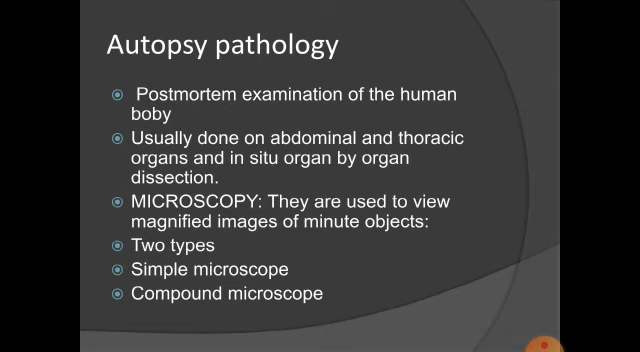 Autopsy pathology
Postmortem examination of the human
boby
Usually done on abdominal and thoracic
organs and in situ organ by organ
dissection.
MICROSCOPY: They are used to view
magnified images of minute objects:
Two types
Simple microscope
Compound microscope